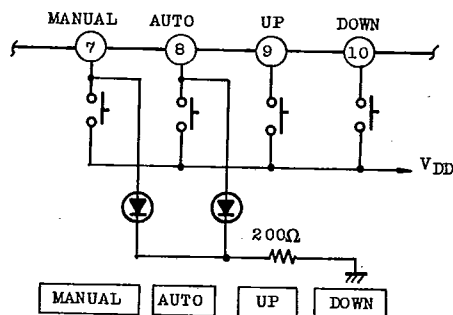 MANUAL AUTO UP DOWN
7 8 9 10
VDD
200Ω
MANUAL AUTO UP DOWN